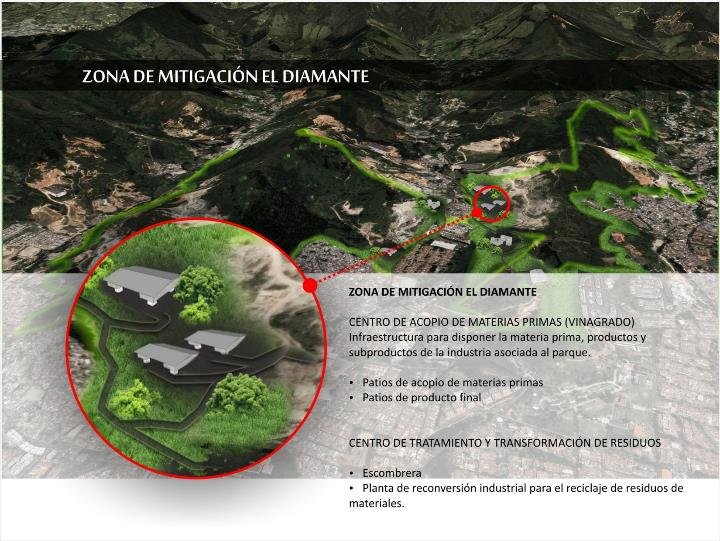 ZONA DE MITIGACIÓN EL DIAMANTE
ZONA DE MITIGACIÓN EL DIAMANTE
CENTRO DE ACOPIO DE MATERIAS PRIMAS (VINAGRADO)
Infraestructura para disponer la materia prima, productos y
subproductos de la industria asociada al parque.
• Patios de acopio de materias primas
• Patios de producto final
CENTRO DE TRATAMIENTO Y TRANSFORMACIÓN DE RESIDUOS
• Escombrera
• Planta de reconversión industrial para el reciclaje de residuos de
materiales.